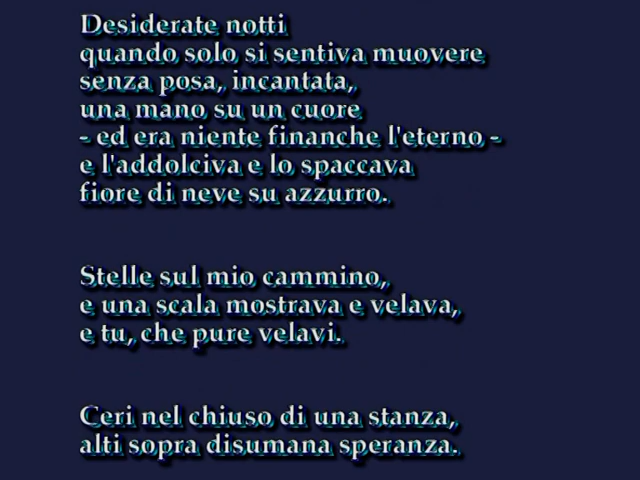 Desiderate notti
quando solo si sentiva muovere
senza posa, incantata,
una mano su un cuore
- ed era niente finanche l'eterno -
e l'addolciva e lo spaccava
fiore di neve su azzurro.
Stelle sul mio cammino,
e una scala mostrava e velava,
e tu, che pure velavi.
Ceri nel chiuso di una stanza,
alti sopra disumana speranza.